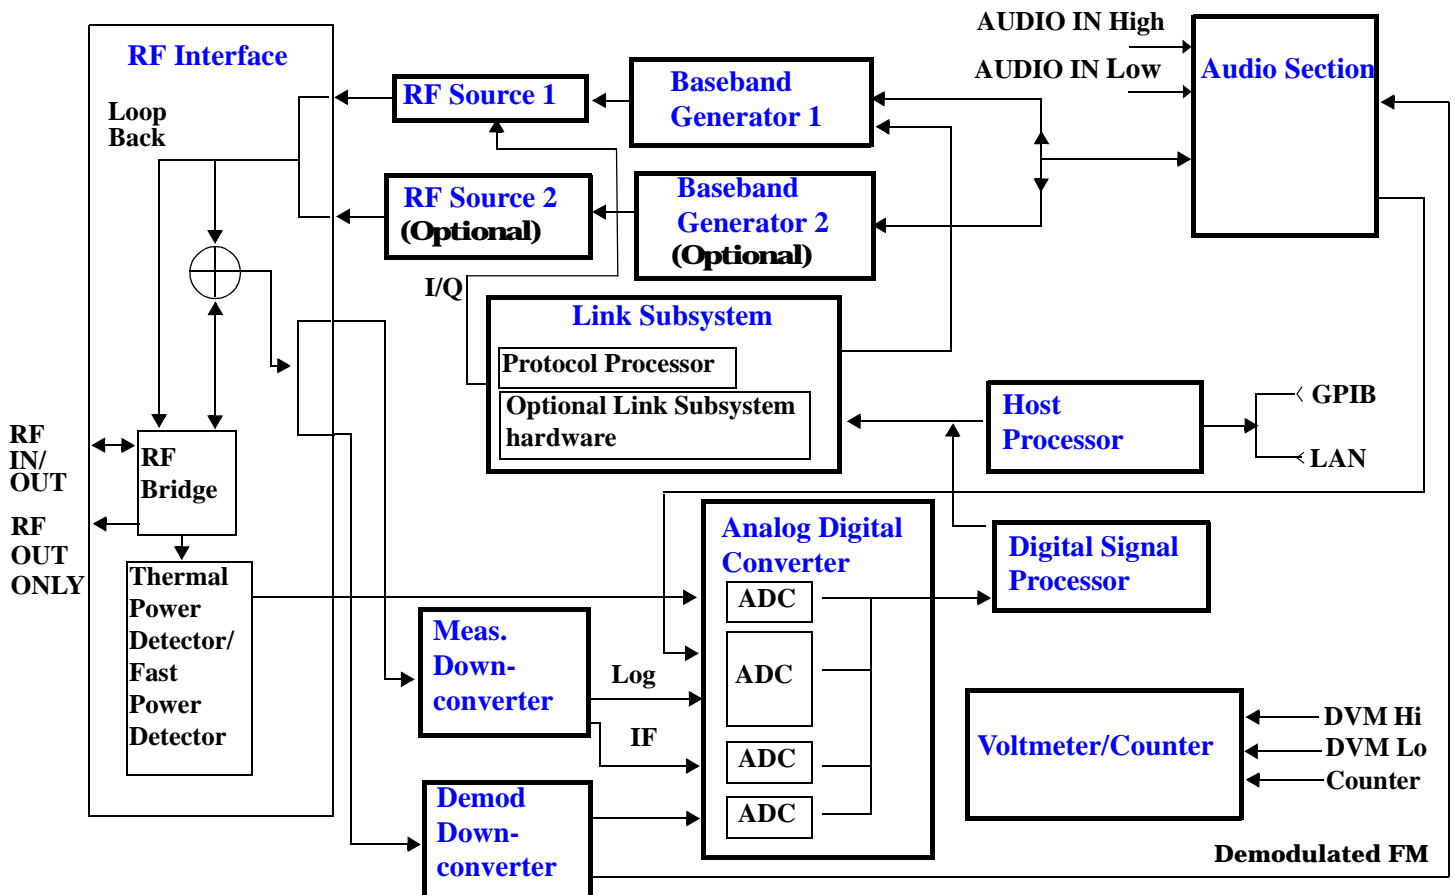 RF Interface
Loop
Back
RF Source 1
Baseband
Generator 1
AUDIO IN High
AUDIO IN Low
Audio Section
RF Source 2
(Optional)
Baseband
Generator 2
(Optional)
I/Q
Link Subsystem
Protocol Processor
Optional Link Subsystem
hardware
Host
Processor
GPIB
LAN
RF
IN/
OUT
RF
Bridge
RF
OUT
ONLY
Thermal
Power
Detector/
Fast
Power
Detector
Meas.
Down-
converter
Log
IF
Demod
Down-
converter
Analog Digital
Converter
ADC
ADC
ADC
ADC
Digital Signal
Processor
Voltmeter/Counter
DVM Hi
DVM Lo
Counter
Demodulated FM